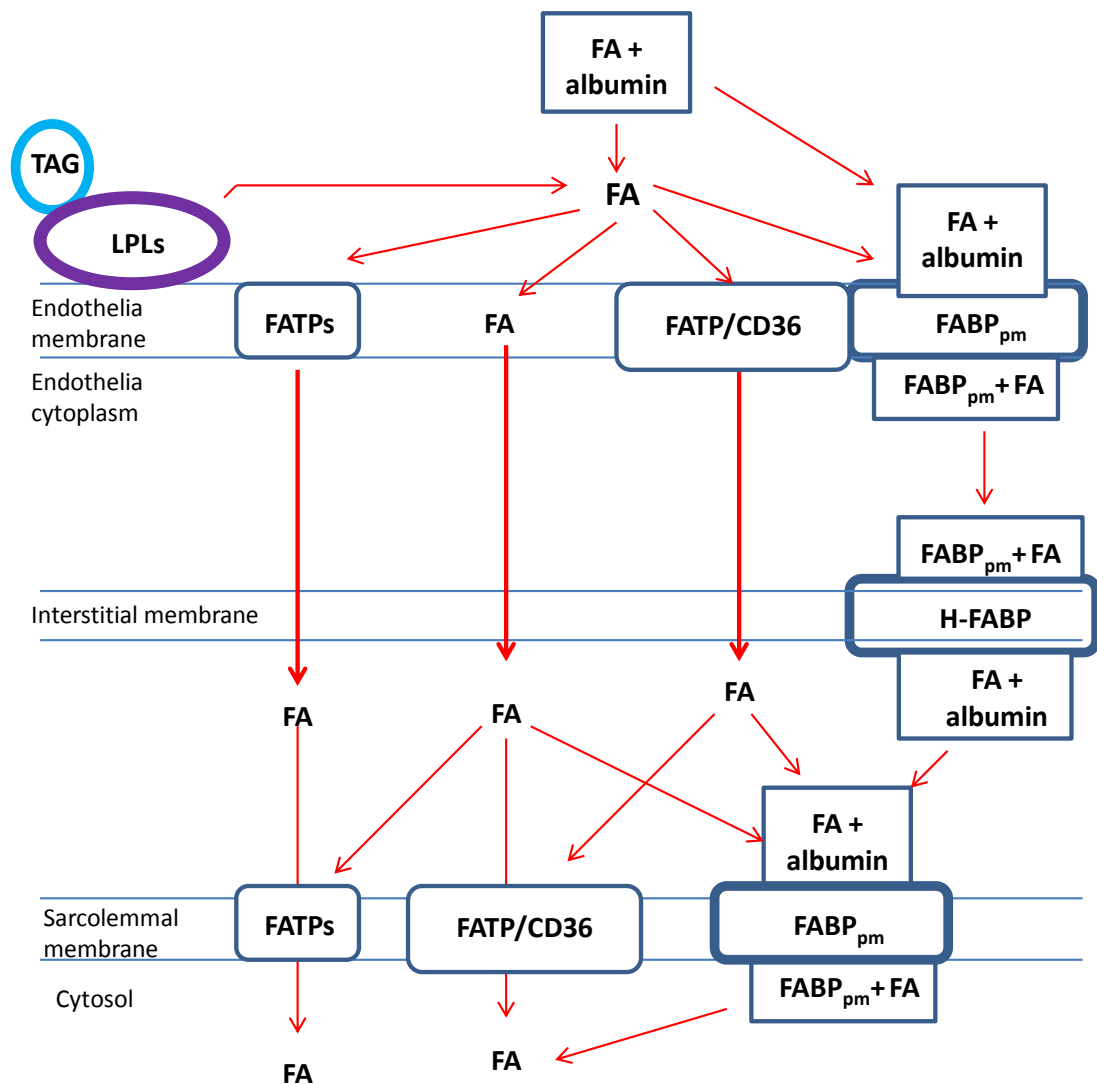 FA +
albumin
TAG
FA
LPLs
FA +
albumin
Endothelia
membrane
FATPs
FA
FATP/CD36
FABPpm
Endothelia
cytoplasm
FABPpm+ FA
FABPpm+ FA
Interstitial membrane
H-FABP
FA
FA
FA
FA +
albumin
FA +
albumin
Sarcolemmal
membrane
FATPs
FATP/CD36
FABPpm
Cytosol
FABPpm+ FA
FA
FA